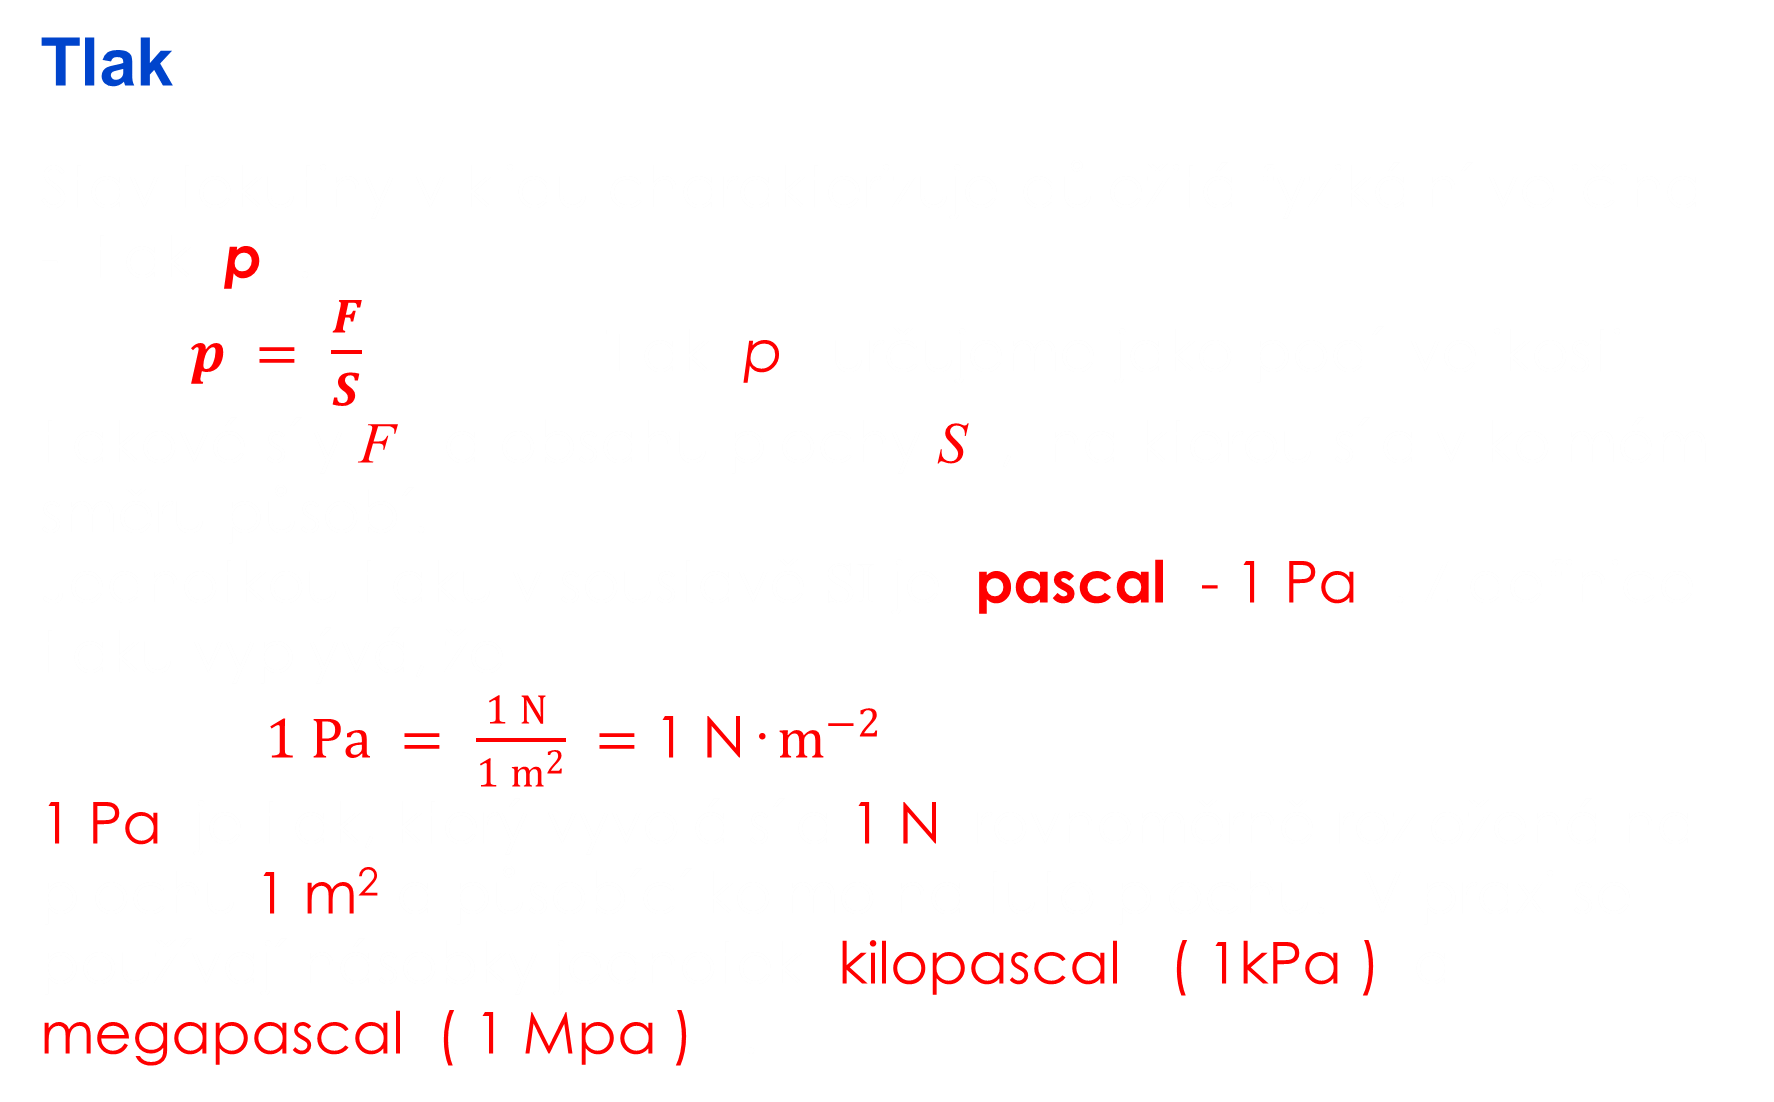 Tlak
p
p = F/S p
F S
pascal - 1 Pa
1 Pa = 1 N/1 m² = 1 N·m⁻²
1 Pa 1 N
1 m²
kilopascal ( 1kPa )
megapascal ( 1 Mpa )